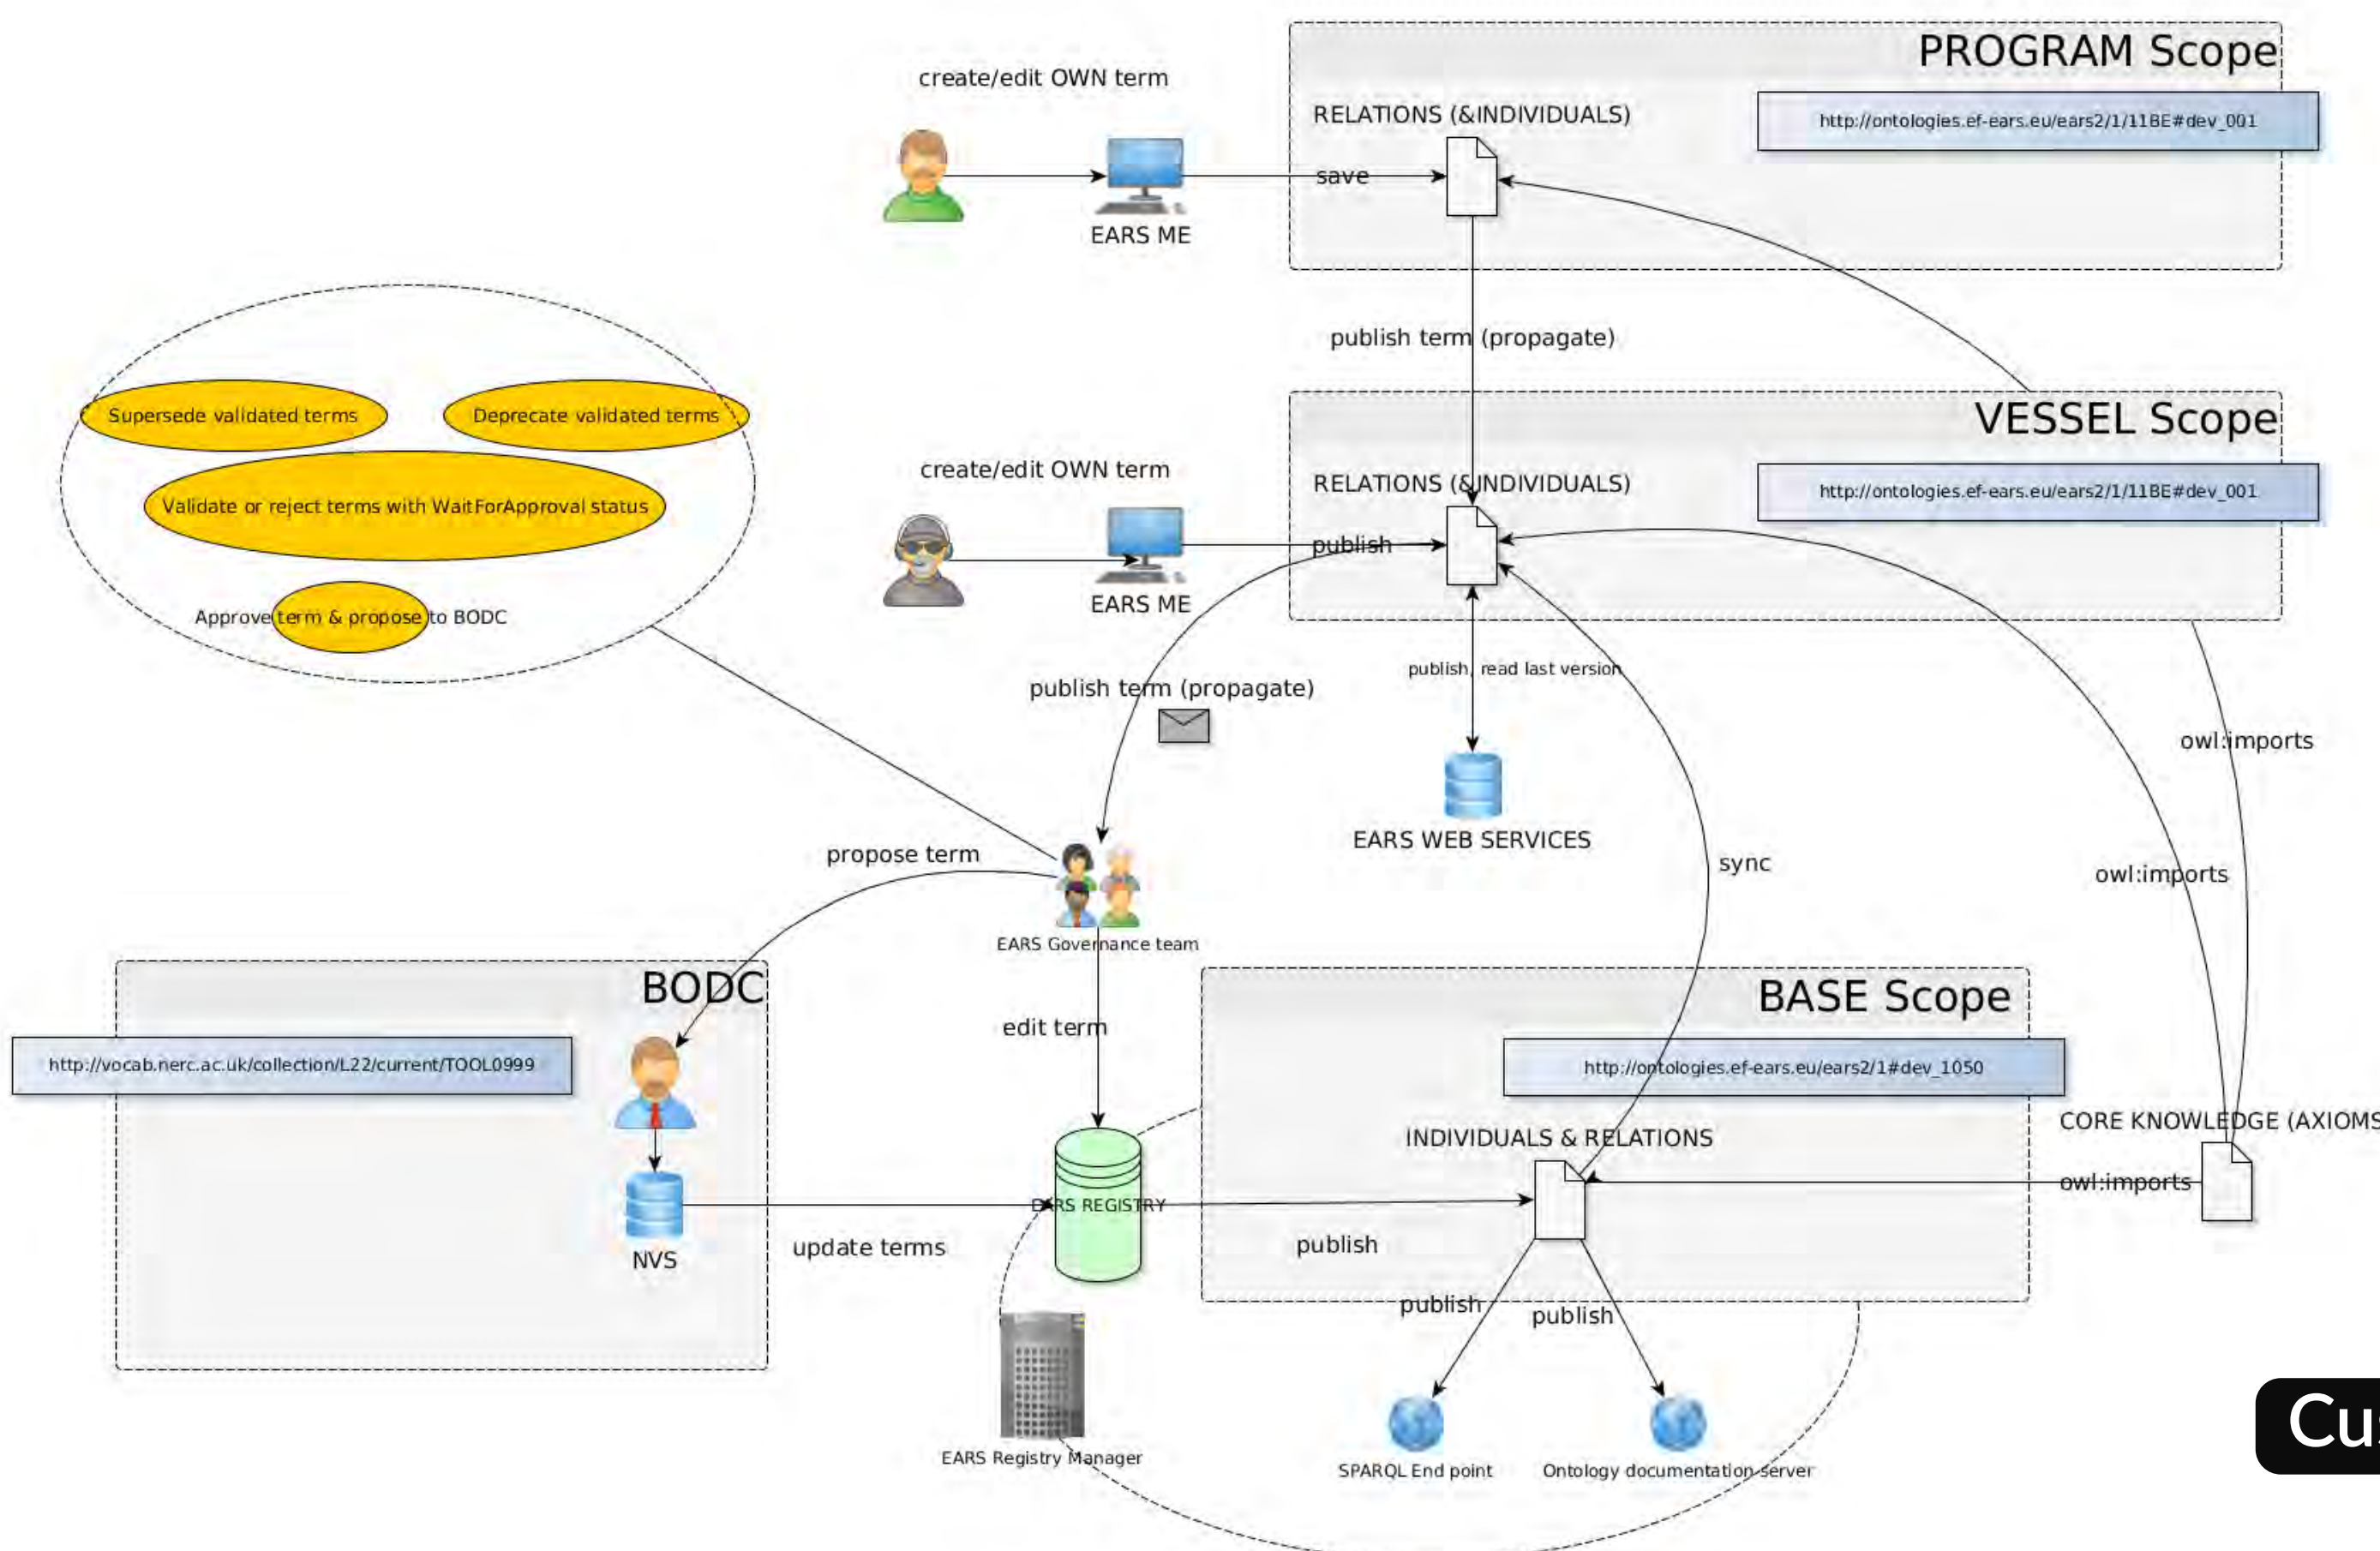 PROGRAM Scope
create/edit OWN term
RELATIONS (&INDIVIDUALS)
http://ontologies.ef-ears.eu/ears2/1/11BE#dev_001
save
EARS ME
publish term (propagate)
Supersede validated terms
Deprecate validated terms
VESSEL Scope
create/edit OWN term
RELATIONS (&INDIVIDUALS)
http://ontologies.ef-ears.eu/ears2/1/11BE#dev_001
Validate or reject terms with WaitForApproval status
publish
EARS ME
Approve term & propose to BODC
publish, read last version
publish term (propagate)
owl:imports
EARS WEB SERVICES
propose term
sync
owl:imports
EARS Governance team
BODC
BASE Scope
edit term
http://vocab.nerc.ac.uk/collection/L22/current/TOOL0999
http://ontologies.ef-ears.eu/ears2/1#dev_1050
CORE KNOWLEDGE (AXIOMS
INDIVIDUALS & RELATIONS
owl:imports
EARS REGISTRY
NVS
update terms
publish
publish
publish
EARS Registry Manager
SPARQL End point
Ontology documentation server